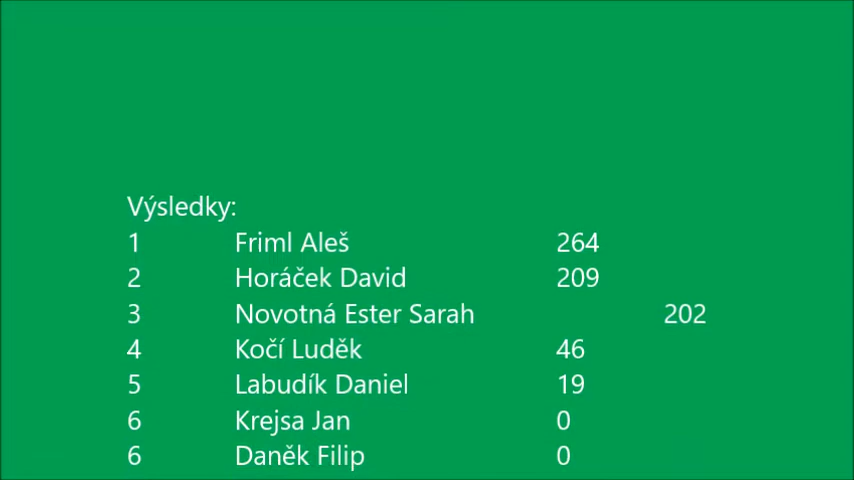 Výsledky:
1 Friml Aleš 264
2 Horáček David 209
3 Novotná Ester Sarah 202
4 Kočí Luděk 46
5 Labudík Daniel 19
6 Krejsa Jan 0
6 Daněk Filip 0